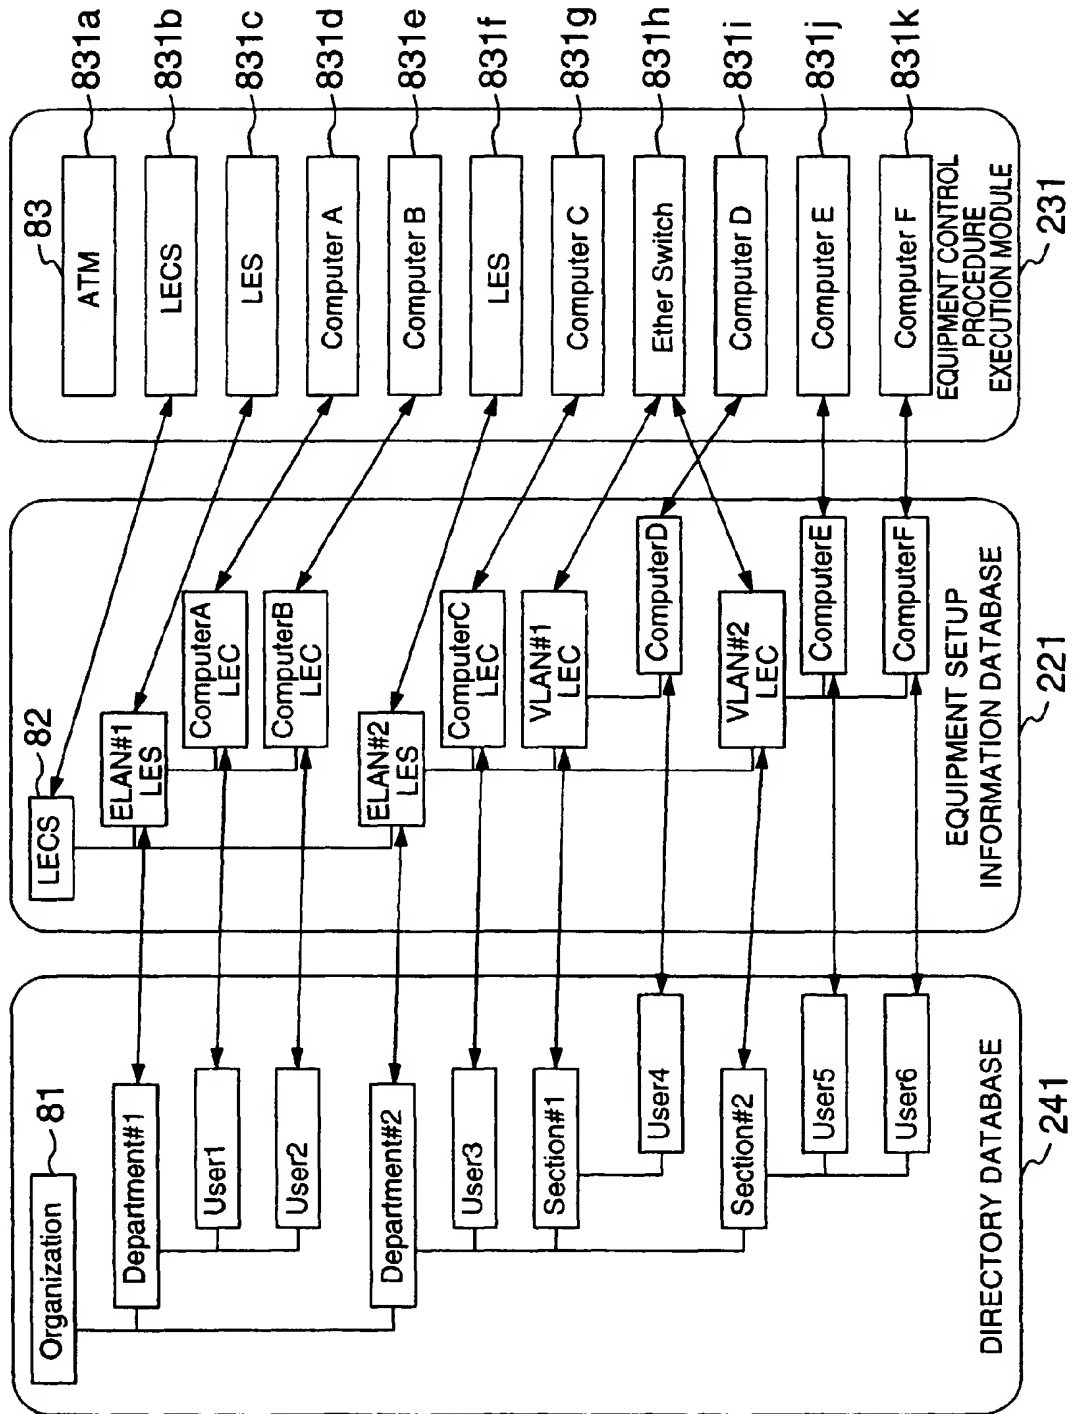 Organization
81
Department#1
User1
User2
Department#2
User3
Section#1
User4
Section#2
User5
User6
DIRECTORY DATABASE
241
LECS
82
ELAN#1
LES
ComputerA
LEC
ComputerB
LEC
ELAN#2
LES
ComputerC
LEC
VLAN#1
LEC
ComputerD
VLAN#2
LEC
ComputerE
ComputerF
EQUIPMENT SETUP
INFORMATION DATABASE
221
83
ATM
LECS
LES
Computer A
Computer B
LES
Computer C
Ether Switch
Computer D
Computer E
Computer F
EQUIPMENT CONTROL
PROCEDURE
EXECUTION MODULE
231
831a
831b
831c
831d
831e
831f
831g
831h
831i
831j
831k